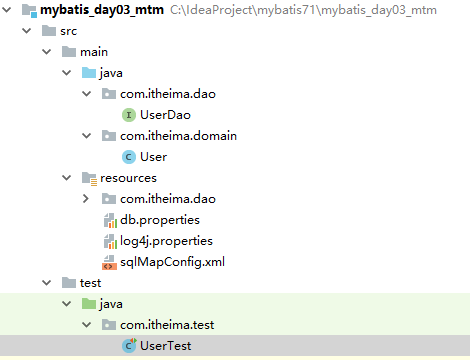 mybatis_day03_mtm C:\IdeaProject\mybatis71\mybatis_day03_mtm
src
main
java
com.itheima.dao
UserDao
com.itheima.domain
User
resources
com.itheima.dao
db.properties
log4j.properties
sqlMapConfig.xml
test
java
com.itheima.test
UserTest